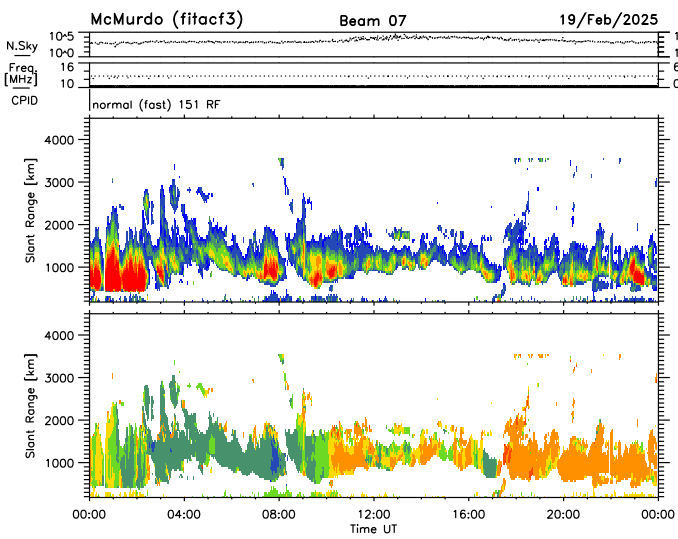 McMurdo (fitacf3) Beam 07 19/Feb/2025
N.Sky 10^5 10^0 1 1
Freq. [MHz] 16 10 6 0
CPID normal (fast) 151 RF
Slant Range [km] 4000 3000 2000 1000
Slant Range [km] 4000 3000 2000 1000
00:00 04:00 08:00 12:00 16:00 20:00 00:00
Time UT